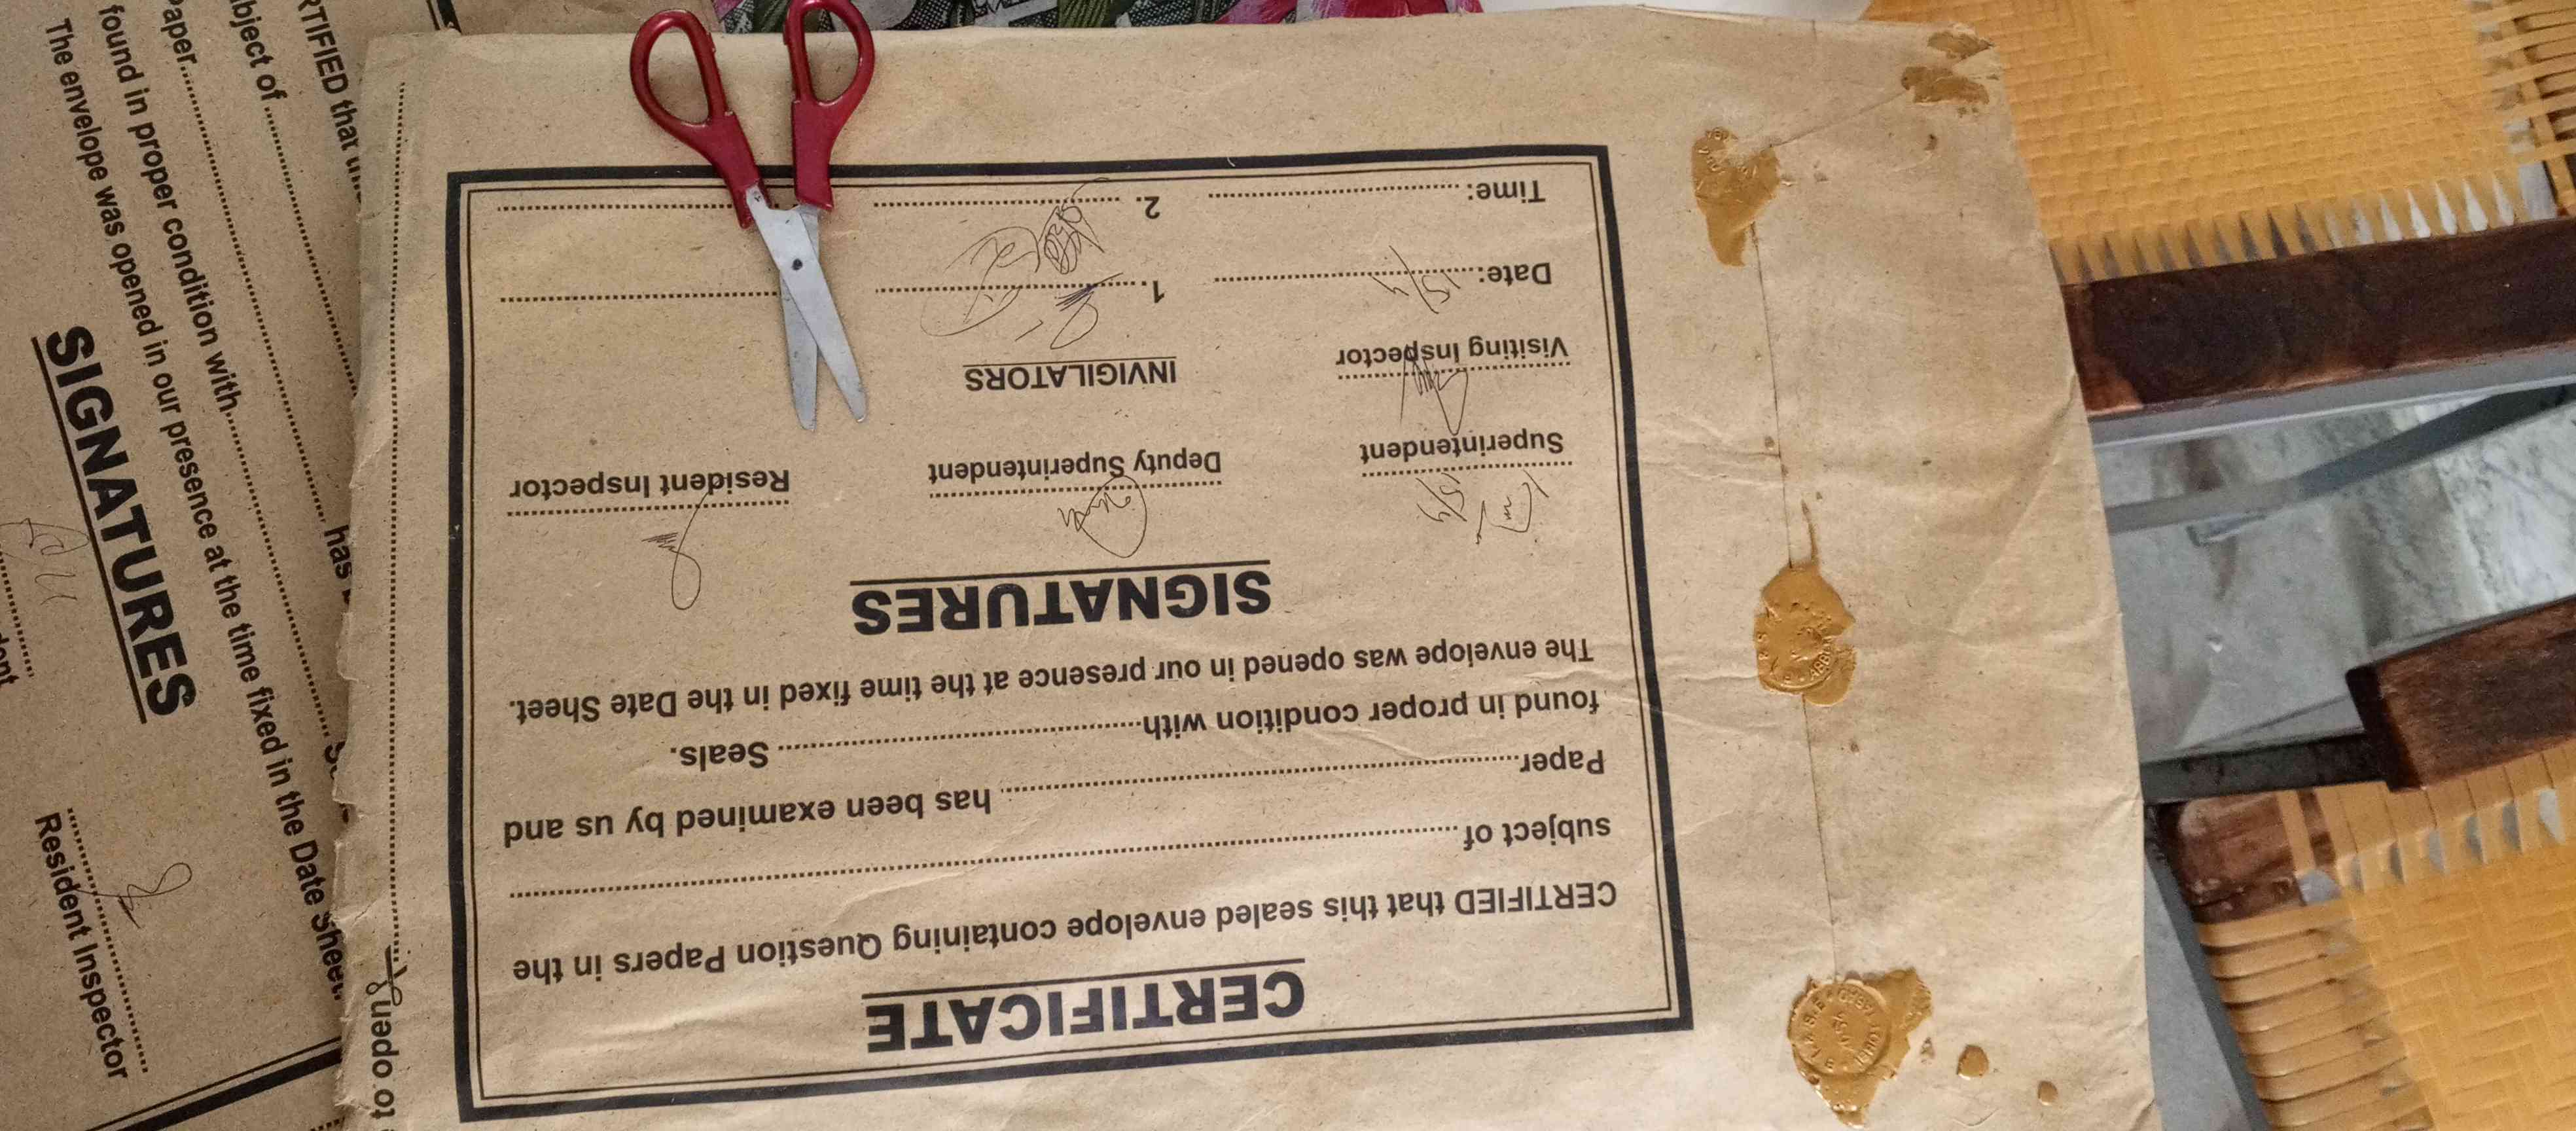 CERTIFICATE
CERTIFIED that this sealed envelope containing Question Papers in the
subject of
Paper has been examined by us and
found in proper condition with Seals.
The envelope was opened in our presence at the time fixed in the Date Sheet.
SIGNATURES
15/4
Superintendent Deputy Superintendent Resident Inspector
Visiting Inspector INVIGILATORS
Date: 15/4 1.
Time: 2.
to open
RTIFIED that
bject of
has
Paper
found in proper condition with
The envelope was opened in our presence at the time fixed in the Date Sheet.
SIGNATURES
Resident Inspector